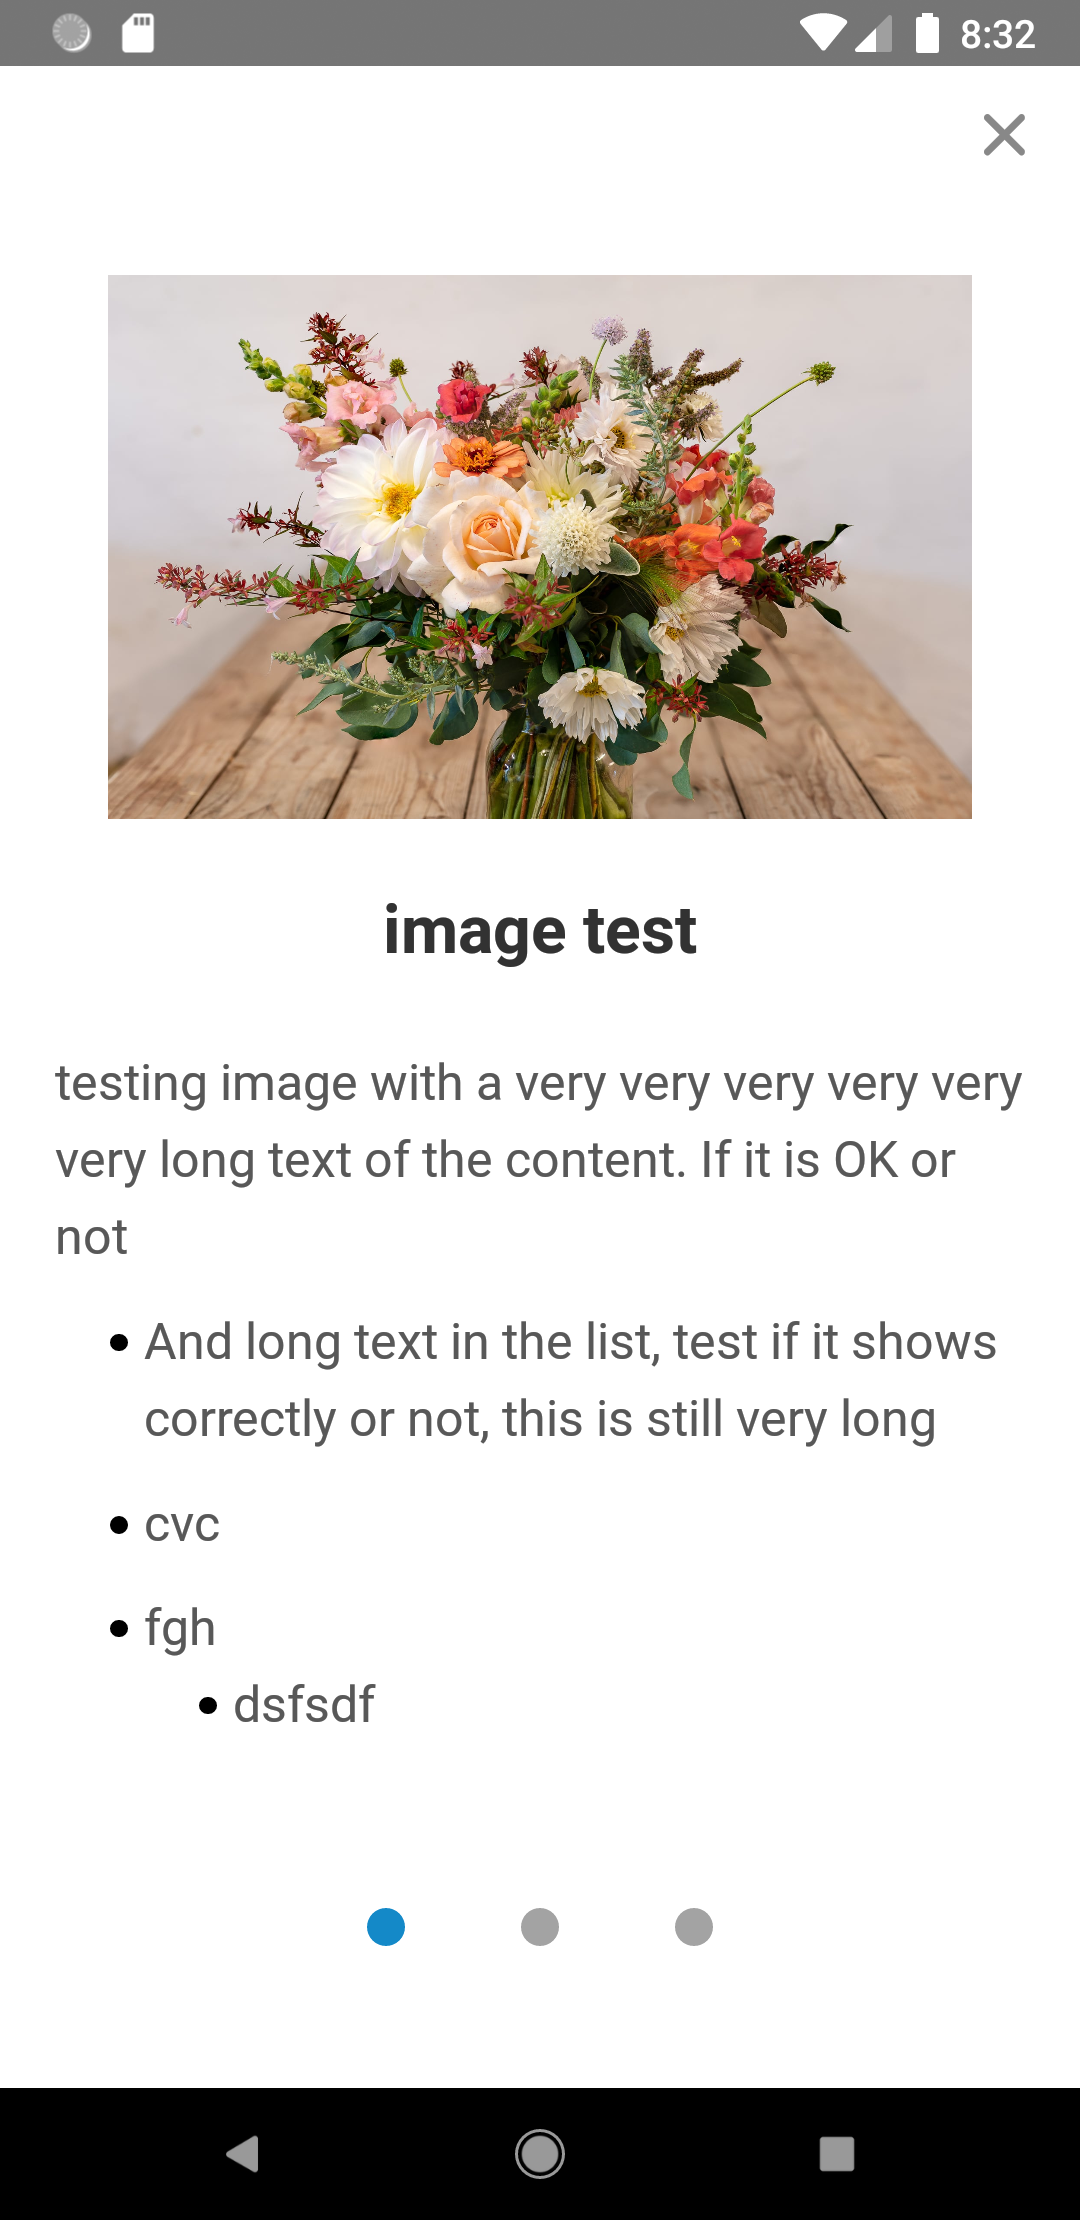 8:32
image test
testing image with a very very very very very
very long text of the content. If it is OK or
not
And long text in the list, test if it shows
correctly or not, this is still very long
cvc
fgh
dsfsdf